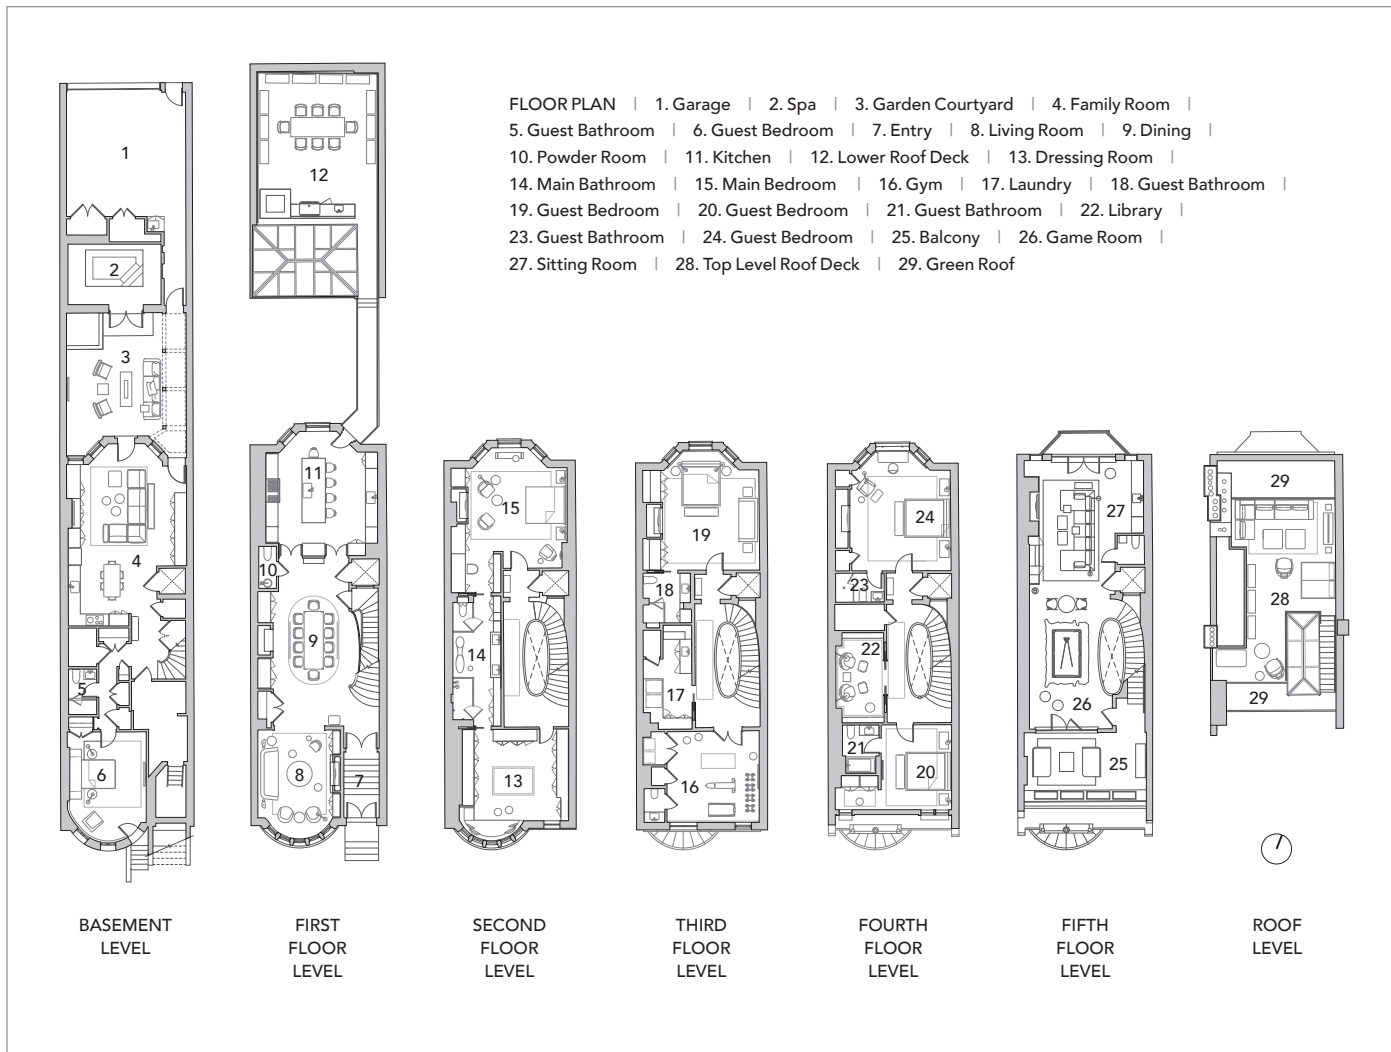 FLOOR PLAN | 1. Garage | 2. Spa | 3. Garden Courtyard | 4. Family Room |
5. Guest Bathroom | 6. Guest Bedroom | 7. Entry | 8. Living Room | 9. Dining |
10. Powder Room | 11. Kitchen | 12. Lower Roof Deck | 13. Dressing Room |
14. Main Bathroom | 15. Main Bedroom | 16. Gym | 17. Laundry | 18. Guest Bathroom |
19. Guest Bedroom | 20. Guest Bedroom | 21. Guest Bathroom | 22. Library |
23. Guest Bathroom | 24. Guest Bedroom | 25. Balcony | 26. Game Room |
27. Sitting Room | 28. Top Level Roof Deck | 29. Green Roof
1
2
3
4
5
6
12
11
10
9
8
7
15
14
13
19
18
17
16
24
23
22
21
20
27
26
25
29
28
29
BASEMENT
LEVEL
FIRST
FLOOR
LEVEL
SECOND
FLOOR
LEVEL
THIRD
FLOOR
LEVEL
FOURTH
FLOOR
LEVEL
FIFTH
FLOOR
LEVEL
ROOF
LEVEL